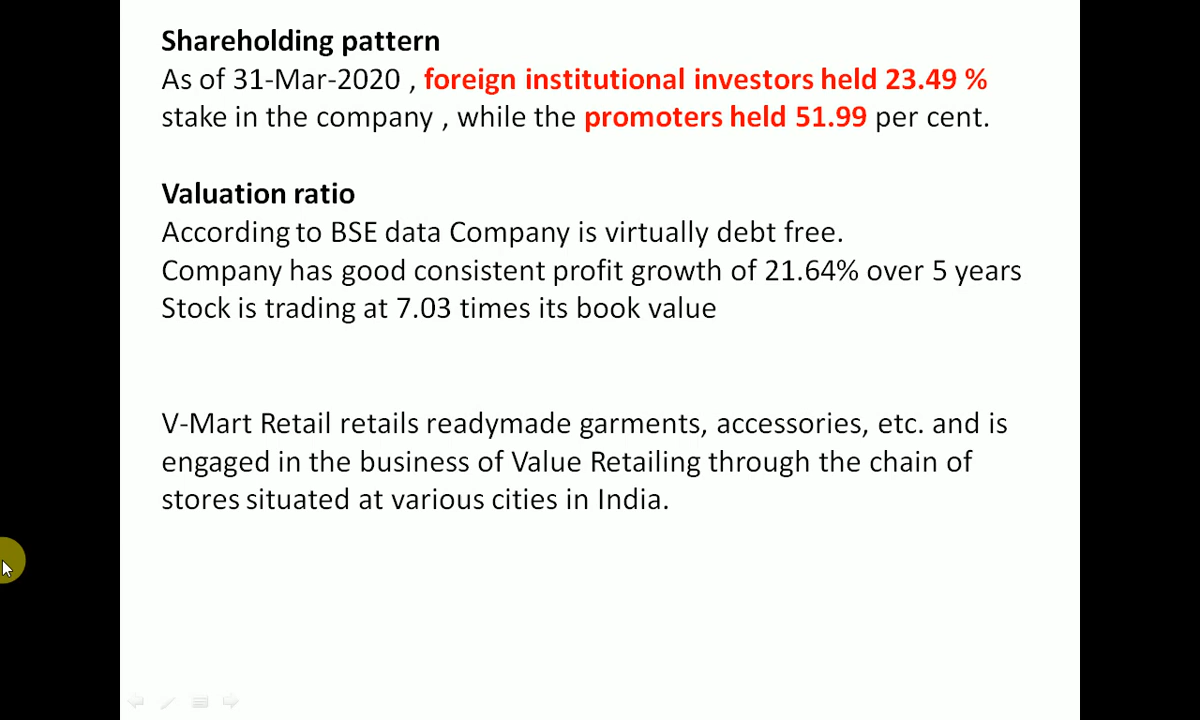 Shareholding pattern
As of 31-Mar-2020 , foreign institutional investors held 23.49 %
stake in the company , while the promoters held 51.99 per cent.
Valuation ratio
According to BSE data Company is virtually debt free.
Company has good consistent profit growth of 21.64% over 5 years
Stock is trading at 7.03 times its book value
V-Mart Retail retails readymade garments, accessories, etc. and is
engaged in the business of Value Retailing through the chain of
stores situated at various cities in India.